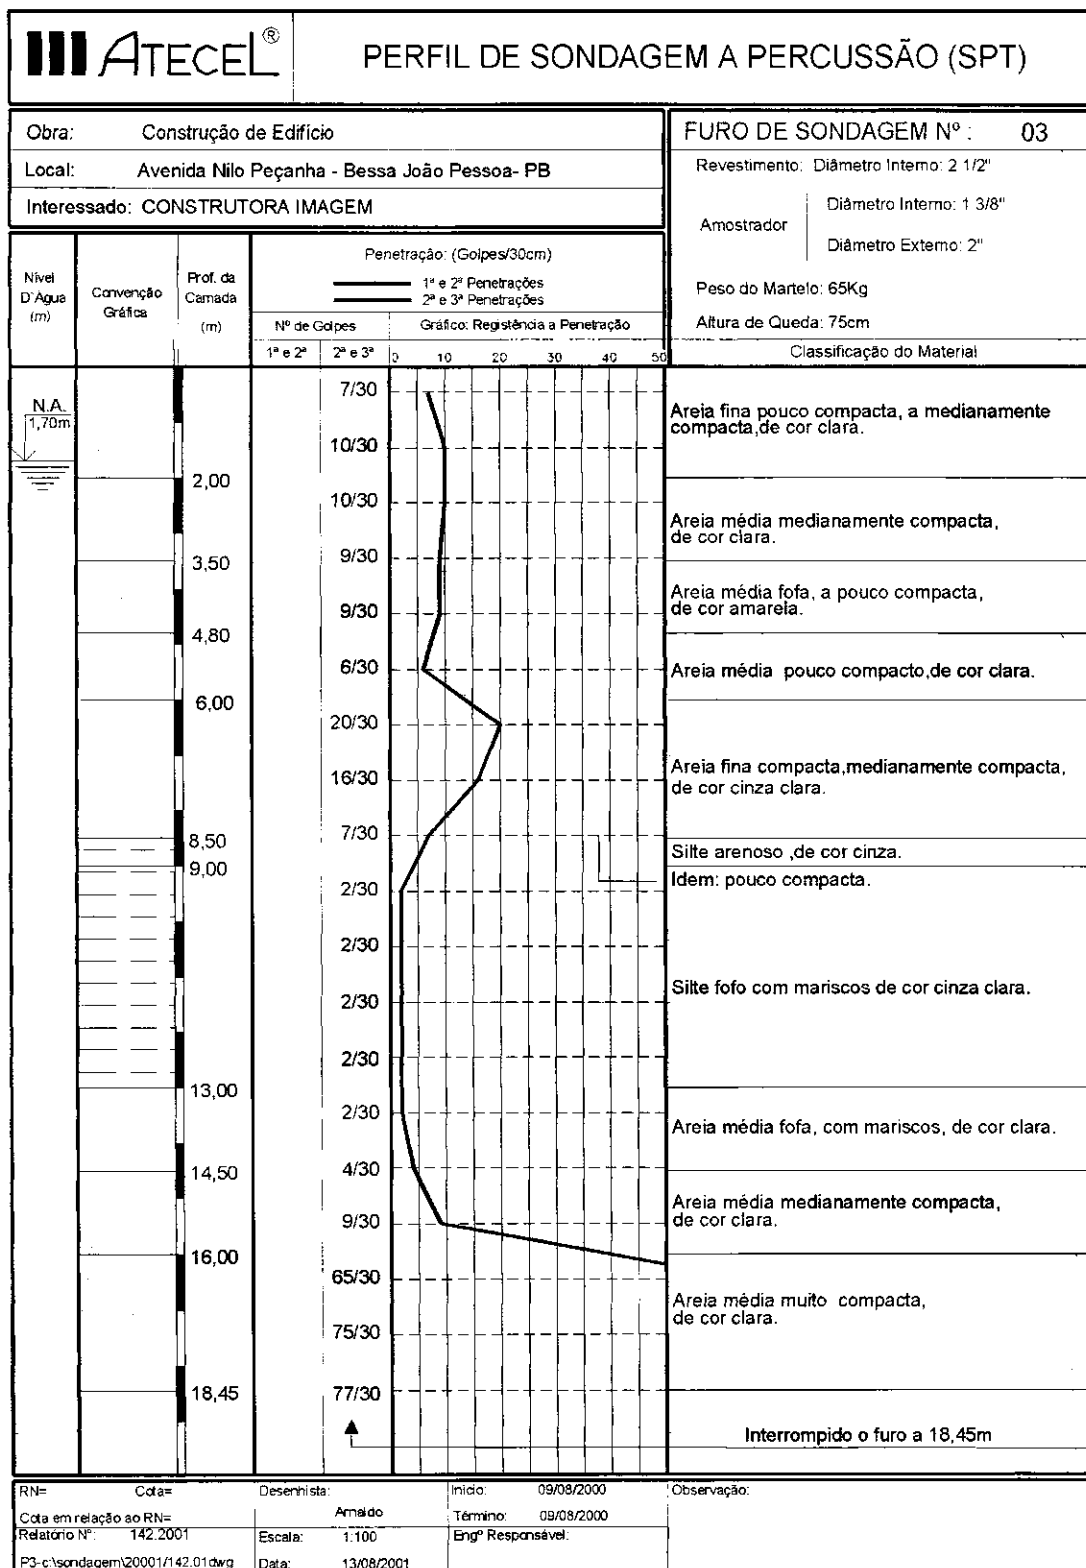 ATECEL®
PERFIL DE SONDAGEM A PERCUSSÃO (SPT)
Obra: Construção de Edifício
Local: Avenida Nilo Peçanha - Bessa João Pessoa- PB
Interessado: CONSTRUTORA IMAGEM
FURO DE SONDAGEM Nº : 03
Revestimento: Diâmetro Interno: 2 1/2"
Amostrador
Diâmetro Interno: 1 3/8"
Diâmetro Externo: 2"
Peso do Martelo: 65Kg
Altura de Queda: 75cm
Classificação do Material
Nível
D`Água
(m)
Convenção
Gráfica
Prof. da
Camada
(m)
Penetração: (Golpes/30cm)
1ª e 2ª Penetrações
2ª e 3ª Penetrações
Nº de Golpes
Gráfico: Registência a Penetração
1ª e 2ª
2ª e 3ª
0 10 20 30 40 50
N.A.
1,70m
7/30
Areia fina pouco compacta, a medianamente
compacta,de cor clara.
10/30
2,00
10/30
Areia média medianamente compacta,
de cor clara.
9/30
3,50
Areia média fofa, a pouco compacta,
de cor amarela.
9/30
4,80
6/30
Areia média pouco compacto,de cor clara.
6,00
20/30
16/30
Areia fina compacta,medianamente compacta,
de cor cinza clara.
7/30
8,50
Silte arenoso ,de cor cinza.
9,00
Idem: pouco compacta.
2/30
2/30
Silte fofo com mariscos de cor cinza clara.
2/30
2/30
13,00
2/30
Areia média fofa, com mariscos, de cor clara.
4/30
14,50
Areia média medianamente compacta,
de cor clara.
9/30
16,00
65/30
Areia média muito compacta,
de cor clara.
75/30
18,45
77/30
Interrompido o furo a 18,45m
RN= Cota=
Cota em relação ao RN=
Relatório Nº: 142.2001
P3-c:\sondagem\20001/142.01dwg
Desenhista:
Arnaldo
Escala: 1:100
Data: 13/08/2001
Início: 09/08/2000
Término: 09/08/2000
Engº Responsável:
Observação: